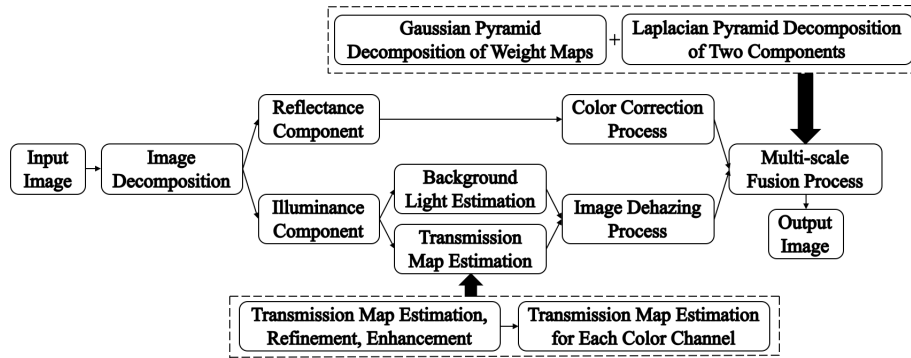 Gaussian Pyramid
Decomposition of Weight Maps
+
Laplacian Pyramid Decomposition
of Two Components
Reflectance
Component
Color Correction
Process
Input
Image
Image
Decomposition
Multi-scale
Fusion Process
Background
Light Estimation
Illuminance
Component
Image Dehazing
Process
Output
Image
Transmission
Map Estimation
Transmission Map Estimation,
Refinement, Enhancement
Transmission Map Estimation
for Each Color Channel